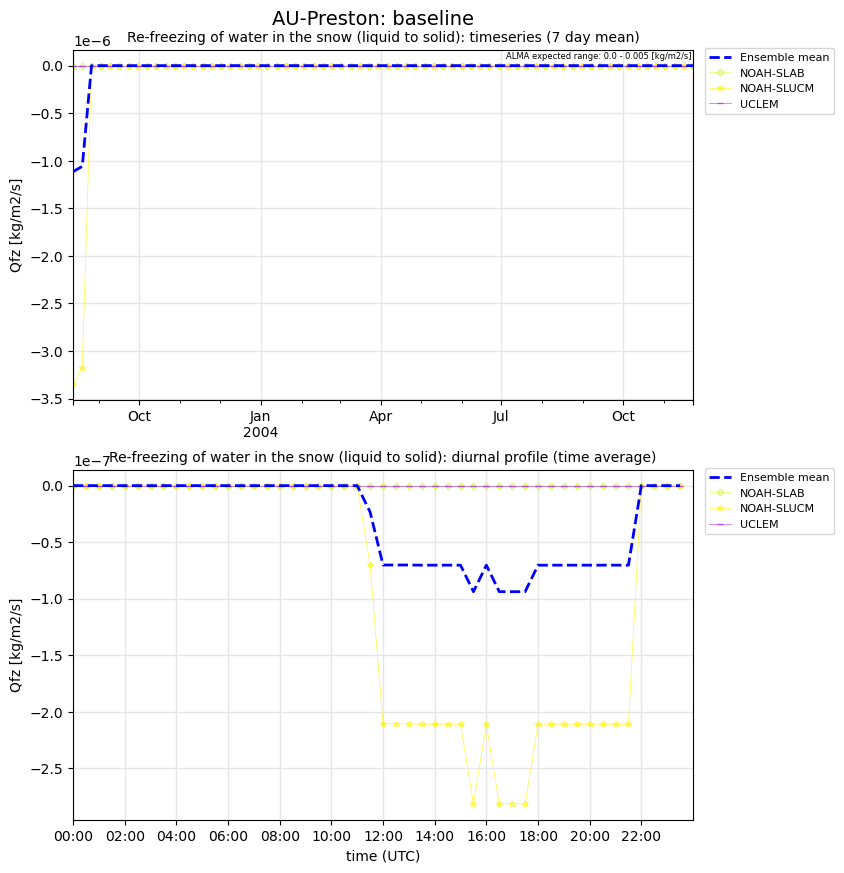 AU-Preston: baseline
Re-freezing of water in the snow (liquid to solid): timeseries (7 day mean)
1e−6
ALMA expected range: 0.0 - 0.005 [kg/m2/s]
Ensemble mean
NOAH-SLAB
NOAH-SLUCM
UCLEM
Qfz [kg/m2/s]
0.0
−0.5
−1.0
−1.5
−2.0
−2.5
−3.0
−3.5
Oct
Jan
2004
Apr
Jul
Oct
Re-freezing of water in the snow (liquid to solid): diurnal profile (time average)
1e−7
Ensemble mean
NOAH-SLAB
NOAH-SLUCM
UCLEM
Qfz [kg/m2/s]
0.0
−0.5
−1.0
−1.5
−2.0
−2.5
00:00 02:00 04:00 06:00 08:00 10:00 12:00 14:00 16:00 18:00 20:00 22:00
time (UTC)